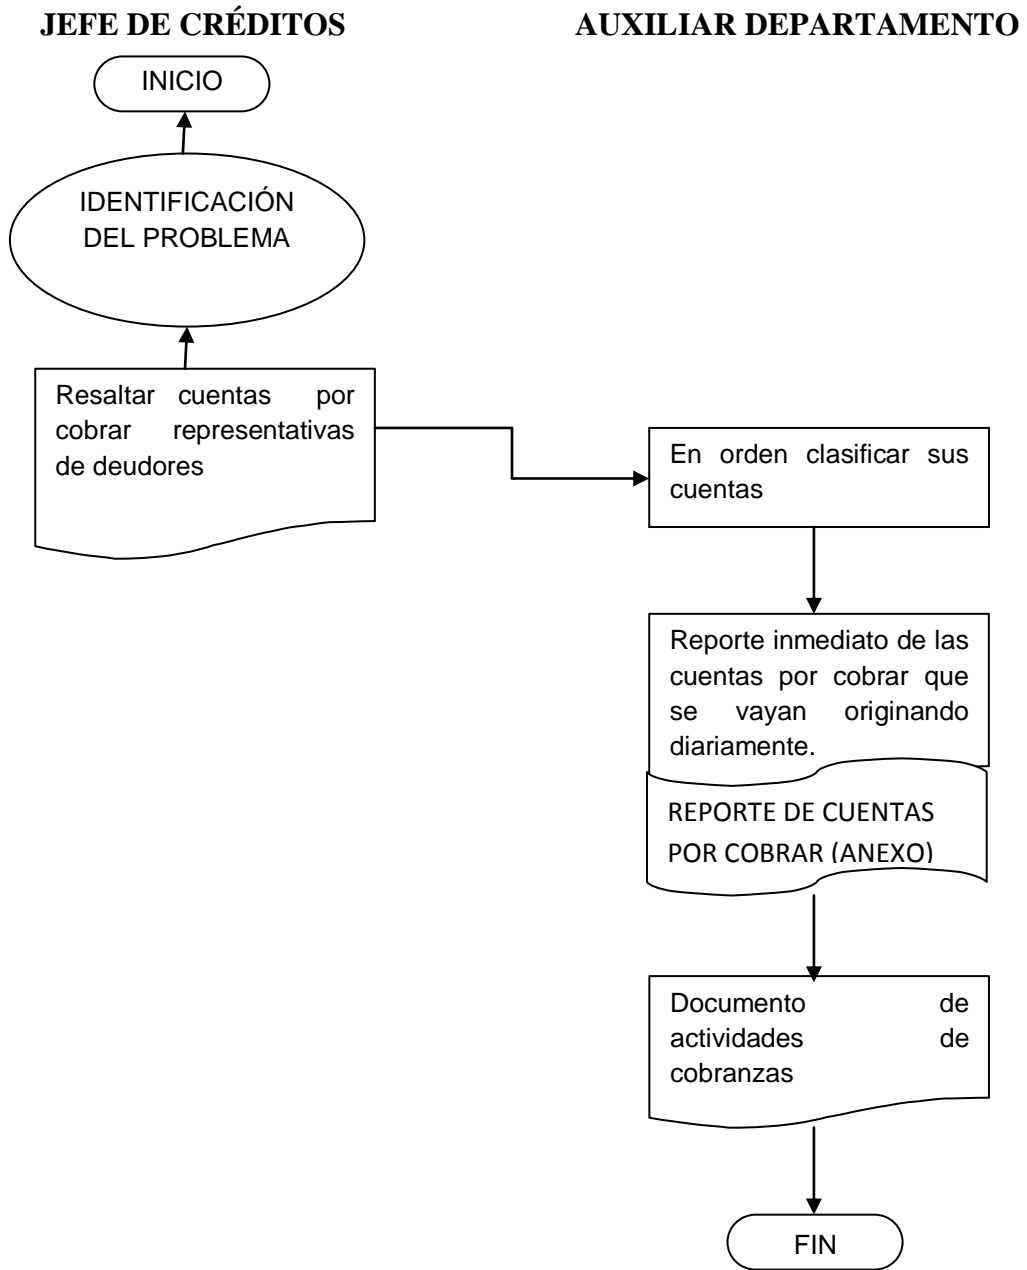 JEFE DE CRÉDITOS
AUXILIAR DEPARTAMENTO
INICIO
IDENTIFICACIÓN
DEL PROBLEMA
Resaltar cuentas por
cobrar representativas
de deudores
En orden clasificar sus
cuentas
Reporte inmediato de las
cuentas por cobrar que
se vayan originando
diariamente.
REPORTE DE CUENTAS
POR COBRAR (ANEXO)
Documento de
actividades de
cobranzas
FIN